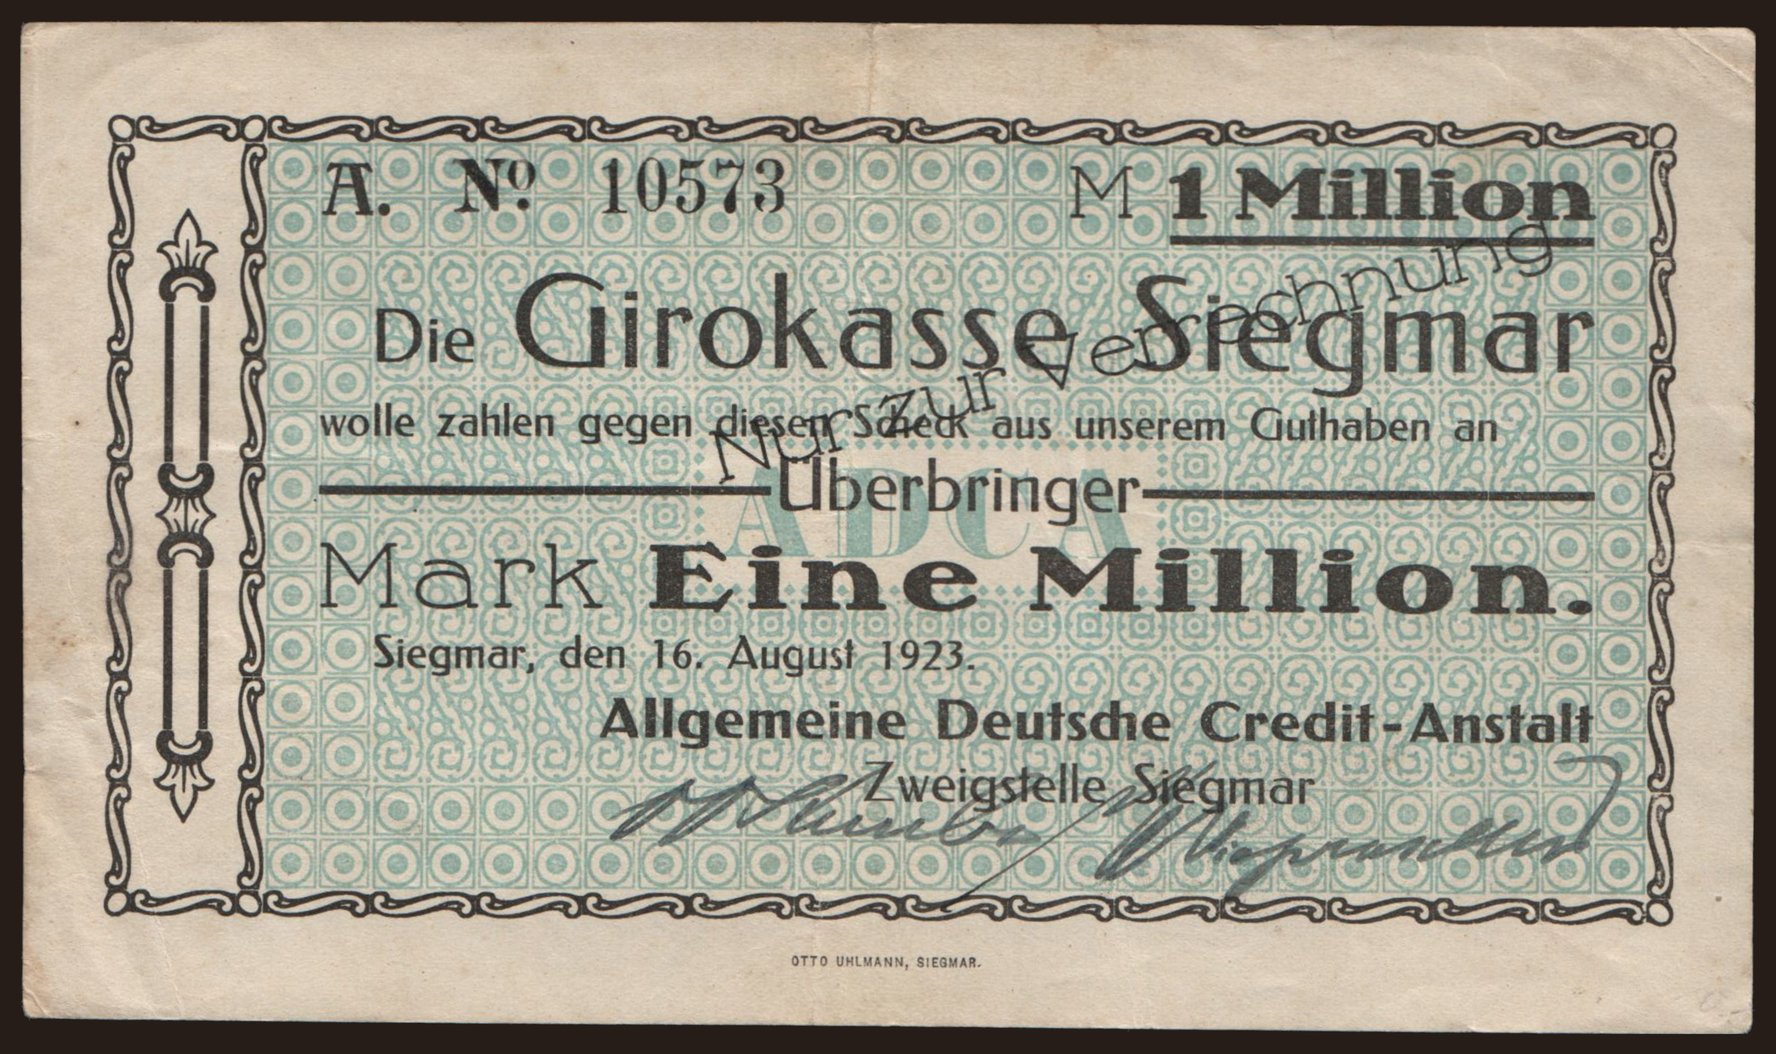 A. No. 10573 M 1 Million
Die Girokasse Siegmar
Nur zur Verrechnung
wolle zahlen gegen diesen Scheck aus unserem Guthaben an
Überbringer
ADCA
Mark Eine Million.
Siegmar, den 16. August 1923.
Allgemeine Deutsche Credit-Anstalt
Zweigstelle Siegmar
OTTO UHLMANN, SIEGMAR.